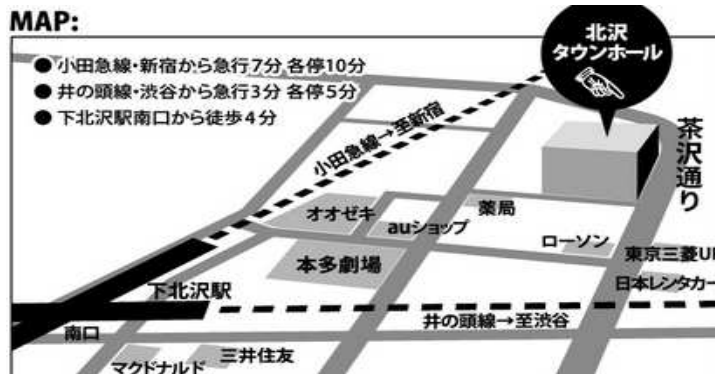 MAP:
北沢
タウンホール
● 小田急線・新宿から急行7分 各停10分
● 井の頭線・渋谷から急行3分 各停5分
● 下北沢駅南口から徒歩4分
小田急線→至新宿
茶沢通り
オオゼキ
auショップ
薬局
ローソン
本多劇場
東京三菱UF
日本レンタカー
下北沢駅
井の頭線→至渋谷
南口
マクドナルド
三井住友